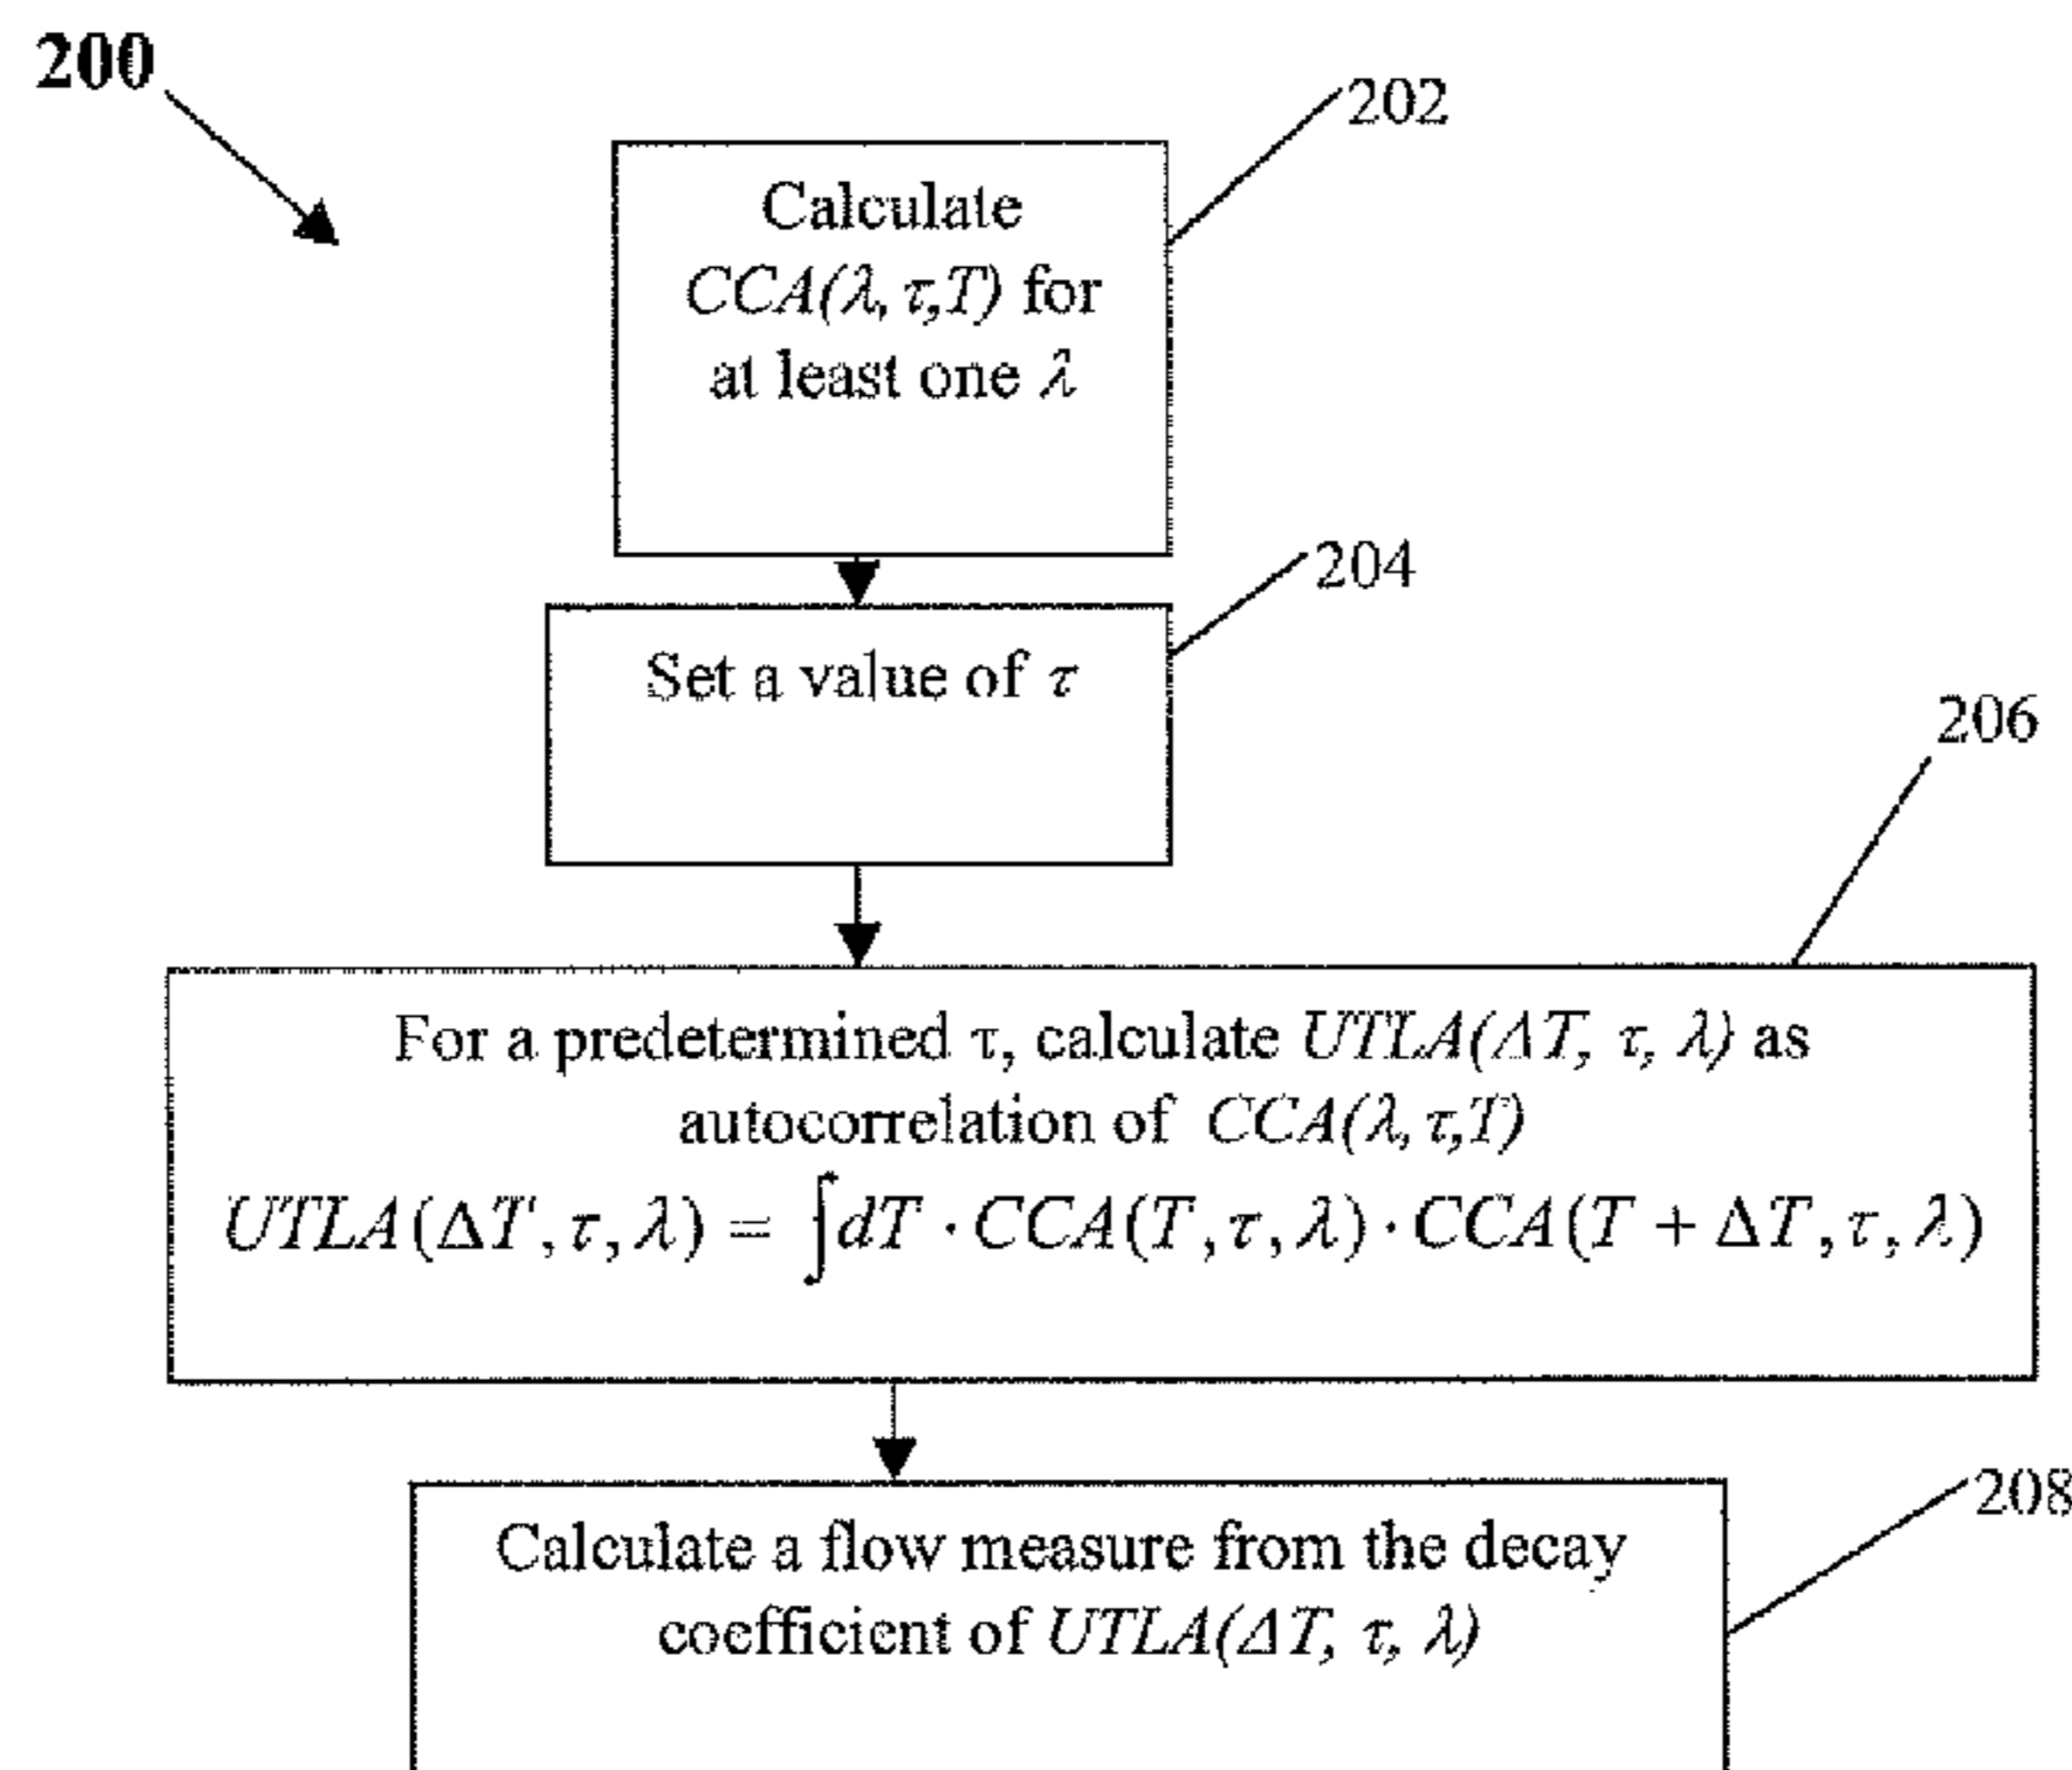 200
202
Calculate
CCA(λ, τ,T) for
at least one λ
204
Set a value of τ
206
For a predetermined τ, calculate UTLA(ΔT, τ, λ) as
autocorrelation of CCA(λ, τ,T)
UTLA(ΔT, τ, λ) = ∫dT · CCA(T, τ, λ) · CCA(T + ΔT, τ, λ)
208
Calculate a flow measure from the decay
coefficient of UTLA(ΔT, τ, λ)